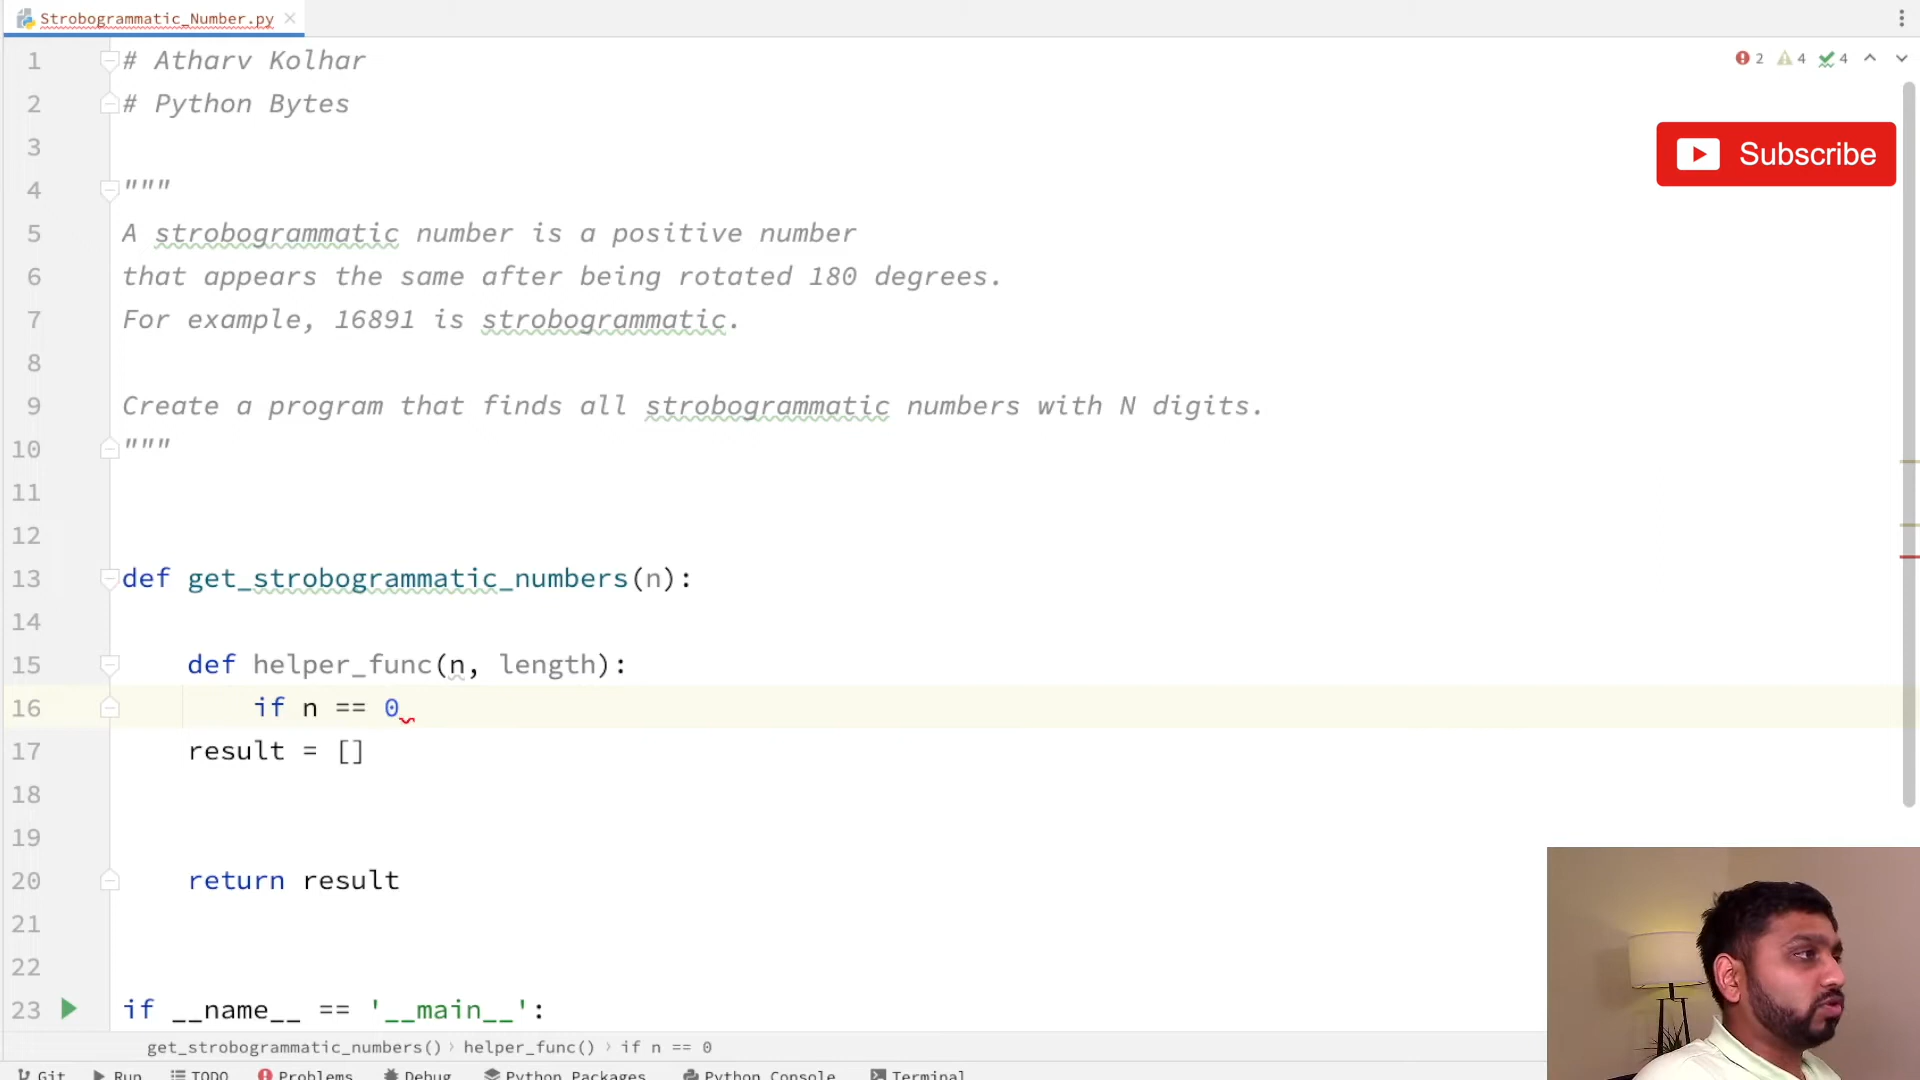 Strobogrammatic_Number.py
1 # Atharv Kolhar
2 4 4
2 # Python Bytes
3
Subscribe
4 """
5 A strobogrammatic number is a positive number
6 that appears the same after being rotated 180 degrees.
7 For example, 16891 is strobogrammatic.
8
9 Create a program that finds all strobogrammatic numbers with N digits.
10 """
11
12
13 def get_strobogrammatic_numbers(n):
14
15 def helper_func(n, length):
16 if n == 0
17 result = []
18
19
20 return result
21
22
23 if __name__ == '__main__':
get_strobogrammatic_numbers() › helper_func() › if n == 0
Git Run TODO Problems Debug Python Packages Python Console Terminal